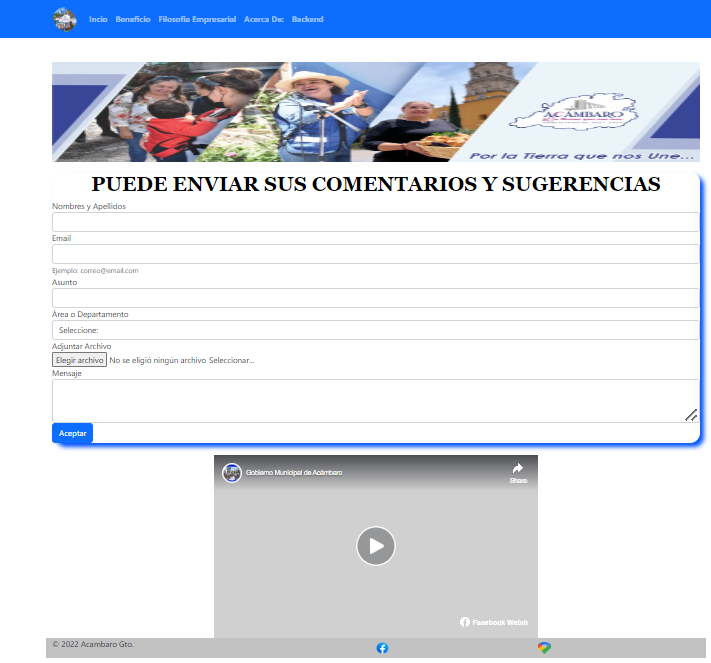 Incio Beneficio Filosofia Empresarial Acerca De: Backend
ACÁMBARO
Por la Tierra que nos Une...
PUEDE ENVIAR SUS COMENTARIOS Y SUGERENCIAS
Nombres y Apellidos
Email
Ejemplo: correo@email.com
Asunto
Área o Departamento
Seleccione:
Adjuntar Archivo
Elegir archivo No se eligió ningún archivo Seleccionar...
Mensaje
Aceptar
Gobierno Municipal de Acámbaro
Share
Facebook Watch
© 2022 Acambaro Gto.